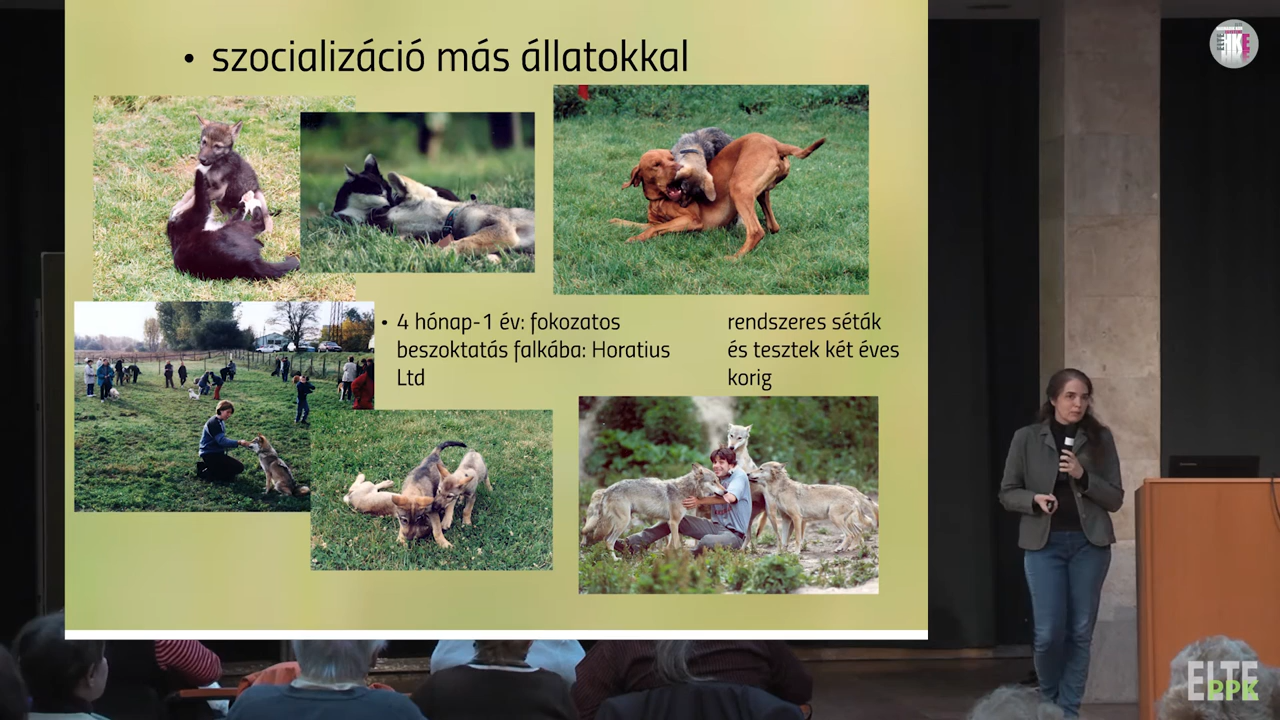 • szocializáció más állatokkal
• 4 hónap-1 év: fokozatos
beszoktatás falkába: Horatius
Ltd
rendszeres séták
és tesztek két éves
korig
ELTE
PPK